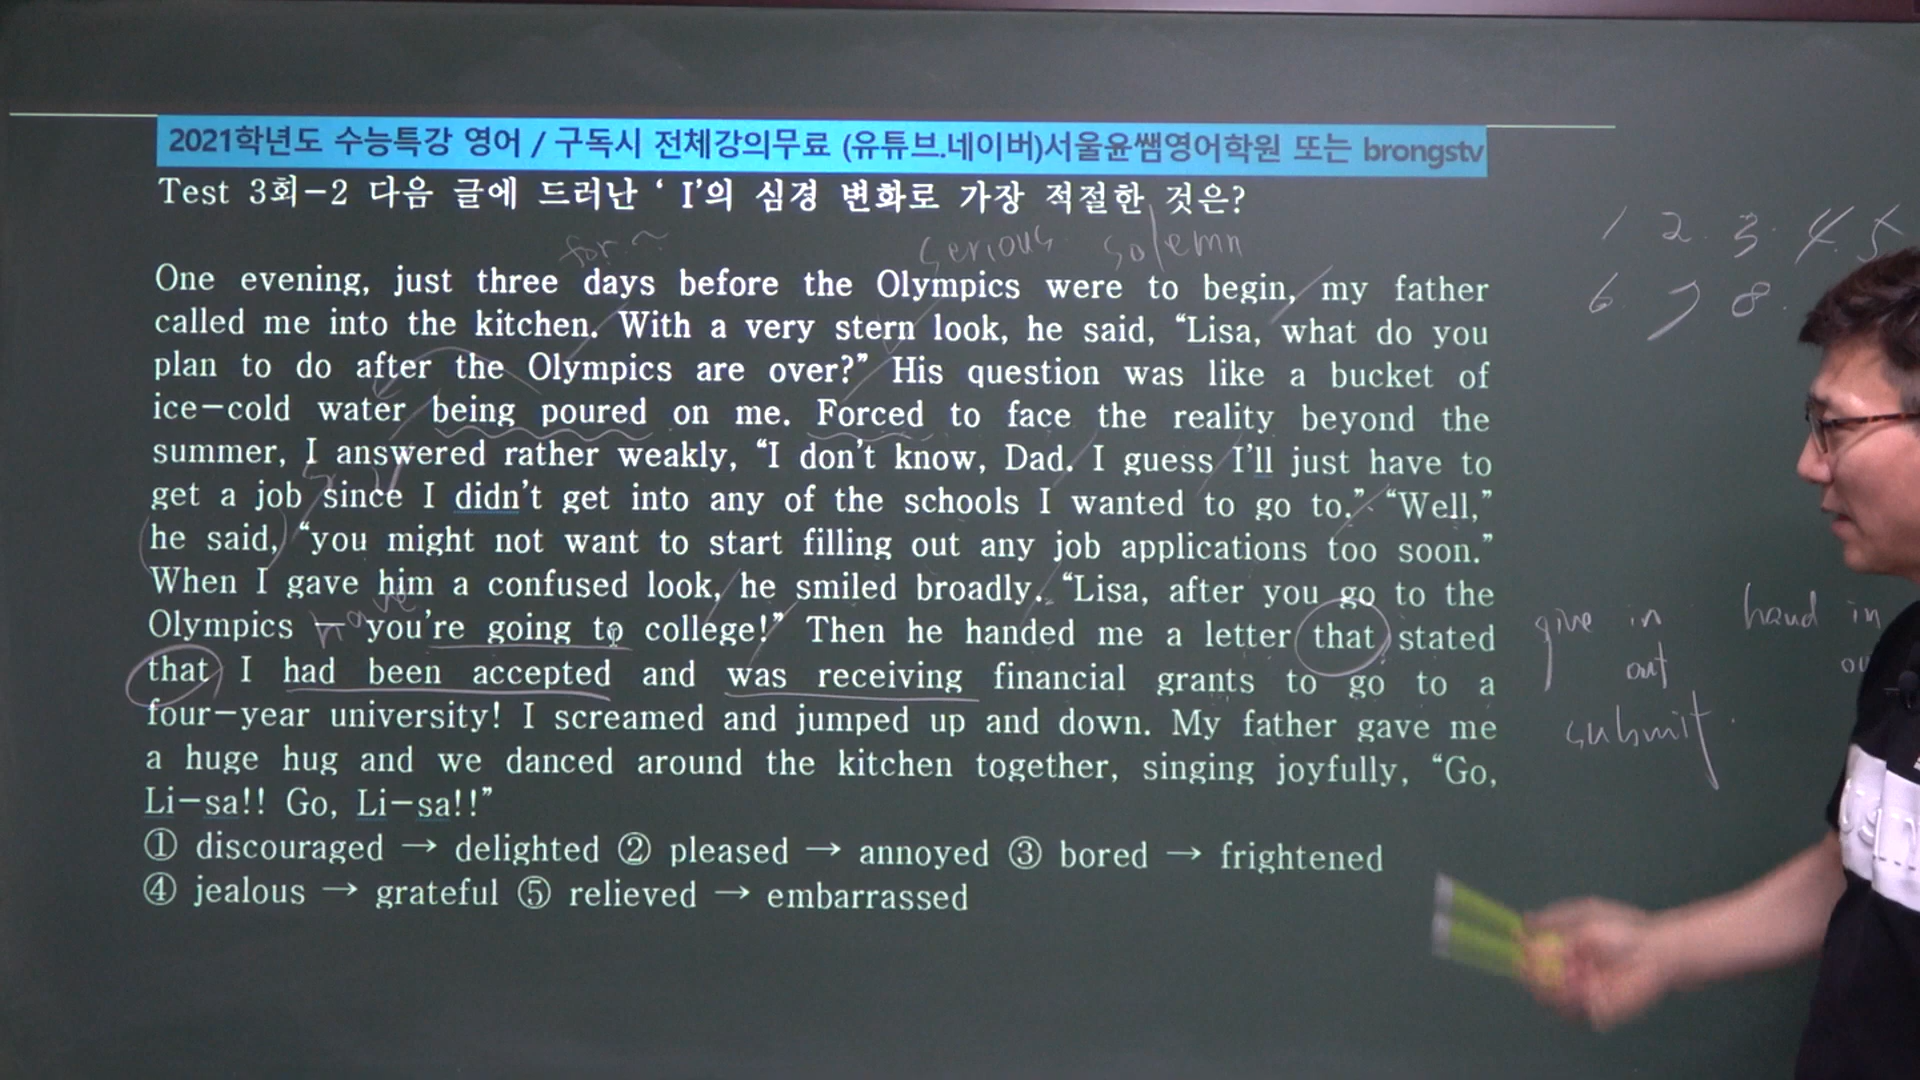 2021학년도 수능특강 영어 / 구독시 전체강의무료 (유튜브.네이버)서울윤쌤영어학원 또는 brongstv
Test 3회-2 다음 글에 드러난 ‘ I’의 심경 변화로 가장 적절한 것은?
for~ serious solemn
1 2 3 4 5
6 7 8
One evening, just three days before the Olympics were to begin, my father
called me into the kitchen. With a very stern look, he said, “Lisa, what do you
plan to do after the Olympics are over?” His question was like a bucket of
ice-cold water being poured on me. Forced to face the reality beyond the
summer, I answered rather weakly, “I don’t know, Dad. I guess I’ll just have to
get a job since I didn’t get into any of the schools I wanted to go to.” “Well,”
he said, “you might not want to start filling out any job applications too soon.”
When I gave him a confused look, he smiled broadly. “Lisa, after you go to the
have
Olympics - you’re going to college!” Then he handed me a letter that stated
that I had been accepted and was receiving financial grants to go to a
four-year university! I screamed and jumped up and down. My father gave me
a huge hug and we danced around the kitchen together, singing joyfully, “Go,
Li-sa!! Go, Li-sa!!”
give in hand in
out
submit
① discouraged → delighted ② pleased → annoyed ③ bored → frightened
④ jealous → grateful ⑤ relieved → embarrassed